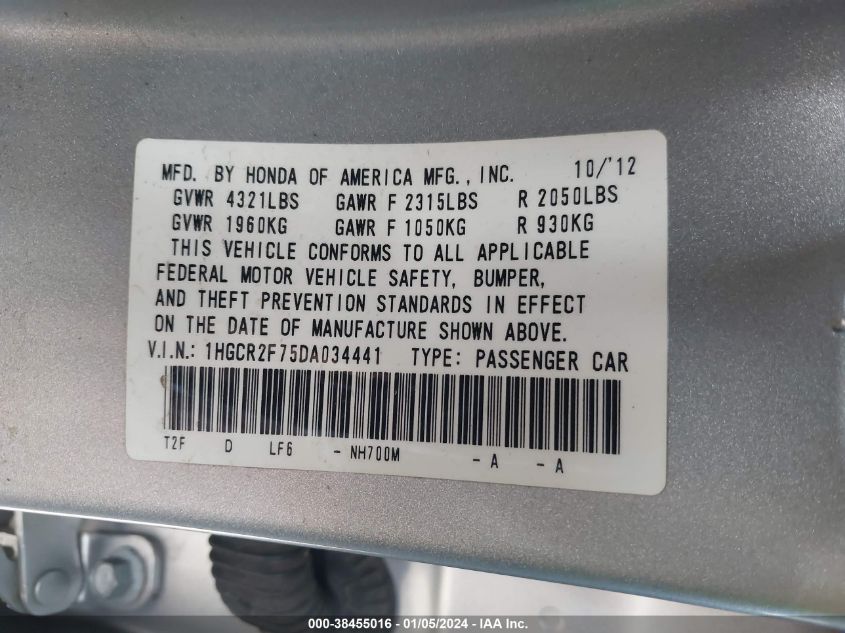 MFD. BY HONDA OF AMERICA MFG., INC. 10/'12
GVWR 4321LBS GAWR F 2315LBS R 2050LBS
GVWR 1960KG GAWR F 1050KG R 930KG
THIS VEHICLE CONFORMS TO ALL APPLICABLE
FEDERAL MOTOR VEHICLE SAFETY, BUMPER,
AND THEFT PREVENTION STANDARDS IN EFFECT
ON THE DATE OF MANUFACTURE SHOWN ABOVE.
V.I.N.: 1HGCR2F75DA034441 TYPE: PASSENGER CAR
T2F D LF6 - NH700M - A - A
000-38455016 - 01/05/2024 - IAA Inc.